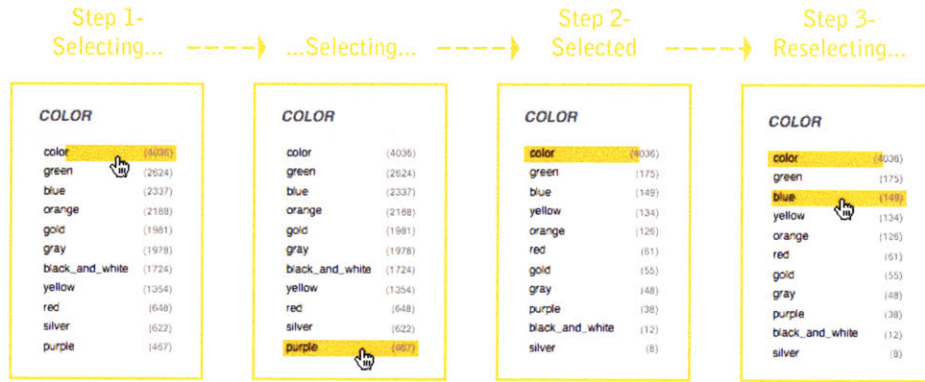 Step 1-
Selecting...
...Selecting...
Step 2-
Selected
Step 3-
Reselecting...
COLOR
color (4036)
green (2624)
blue (2337)
orange (2188)
gold (1981)
gray (1978)
black_and_white (1724)
yellow (1354)
red (648)
silver (622)
purple (467)
COLOR
color (4036)
green (2624)
blue (2337)
orange (2188)
gold (1981)
gray (1978)
black_and_white (1724)
yellow (1354)
red (648)
silver (622)
purple (467)
COLOR
color (4036)
green (175)
blue (149)
yellow (134)
orange (126)
red (61)
gold (55)
gray (48)
purple (38)
black_and_white (12)
silver (8)
COLOR
color (4036)
green (175)
blue (149)
yellow (134)
orange (126)
red (61)
gold (55)
gray (48)
purple (38)
black_and_white (12)
silver (8)